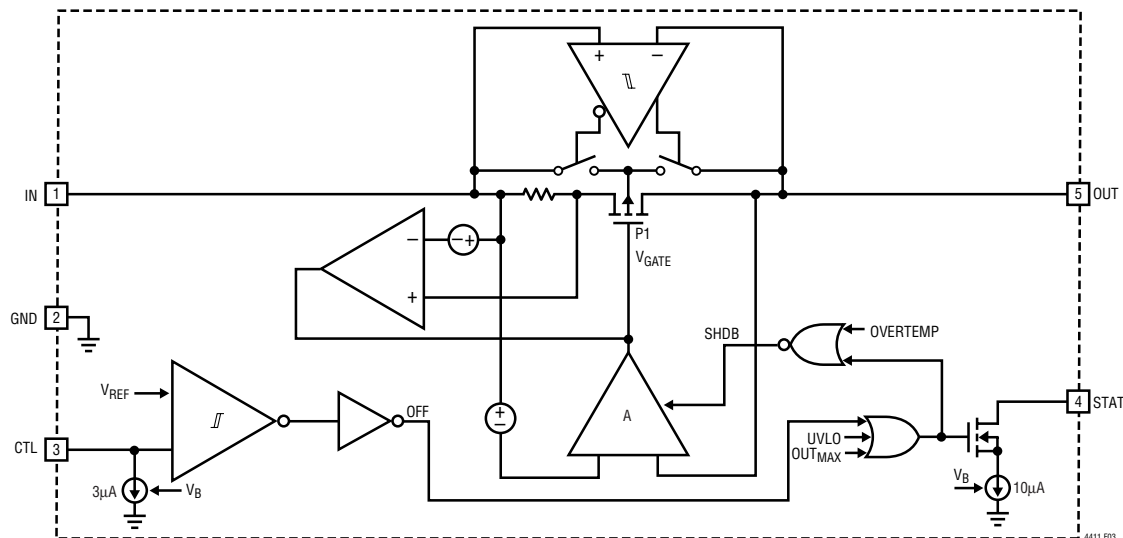 + −
IN 1
5 OUT
−
− +
P1
V_GATE
+
GND 2
SHDB
OVERTEMP
V_REF
OFF
+
−
A
4 STAT
CTL 3
UVLO
OUT_MAX
3µA
V_B
V_B
10µA
4411 F03